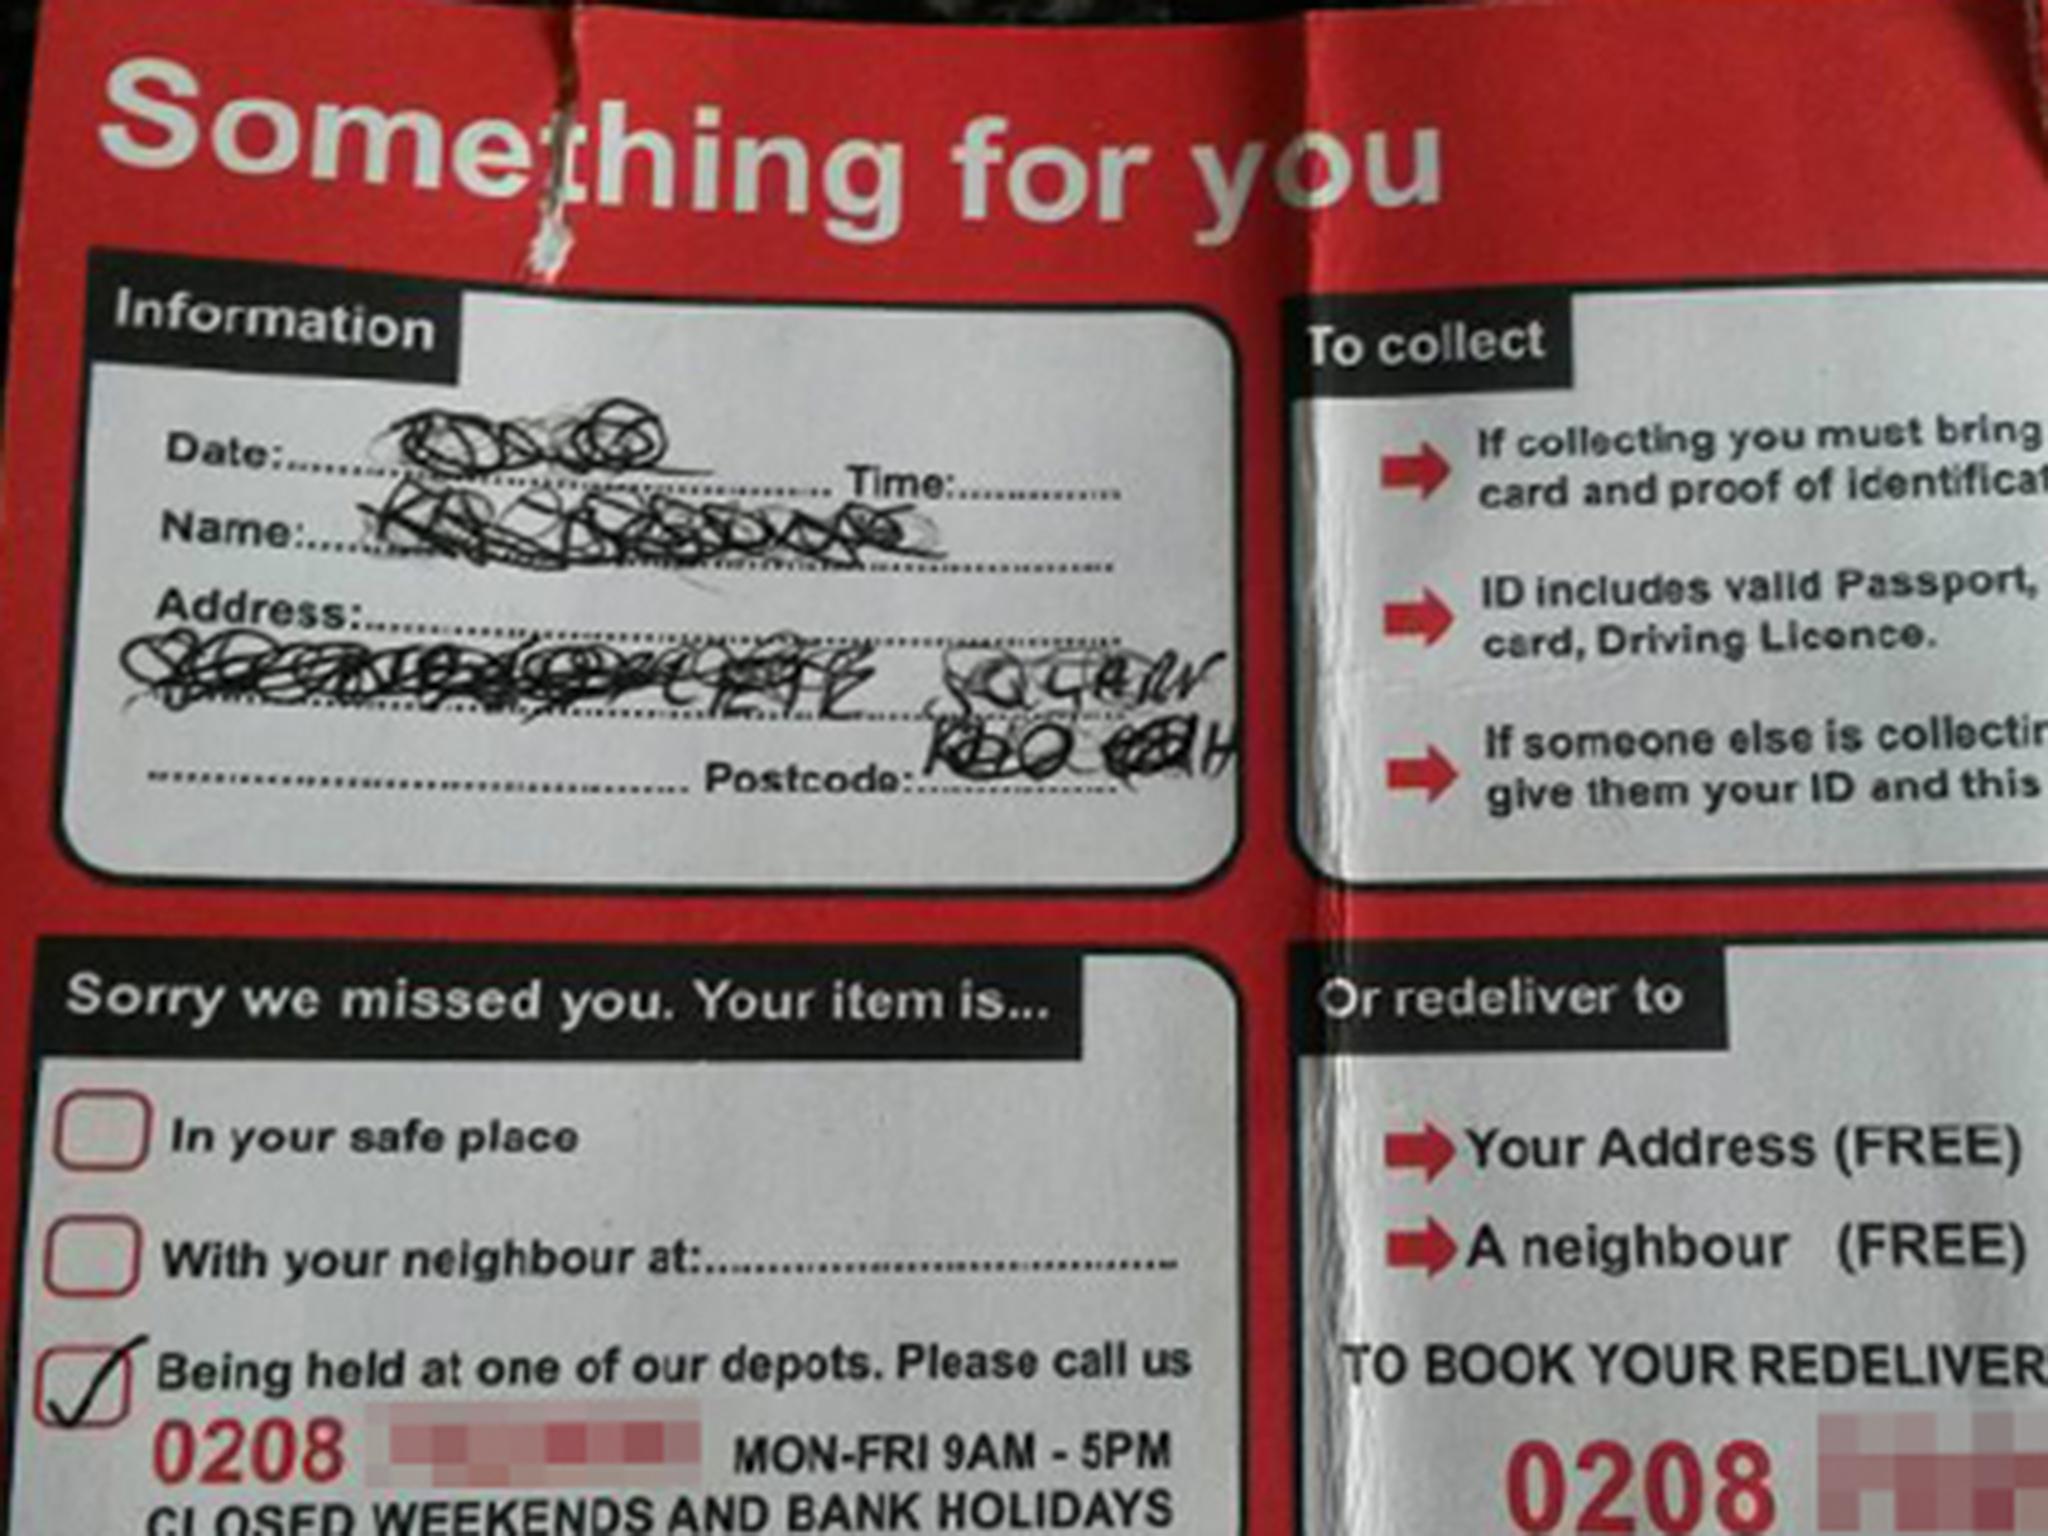 Something for you
Information
Date:
Time:
Name:
Address:
Postcode:
To collect
If collecting you must bring
card and proof of identificat
ID includes valid Passport,
card, Driving Licence.
If someone else is collectin
give them your ID and this
Sorry we missed you. Your item is...
In your safe place
With your neighbour at:
Being held at one of our depots. Please call us
0208
MON-FRI 9AM - 5PM
CLOSED WEEKENDS AND BANK HOLIDAYS
Or redeliver to
Your Address (FREE)
A neighbour (FREE)
TO BOOK YOUR REDELIVER
0208